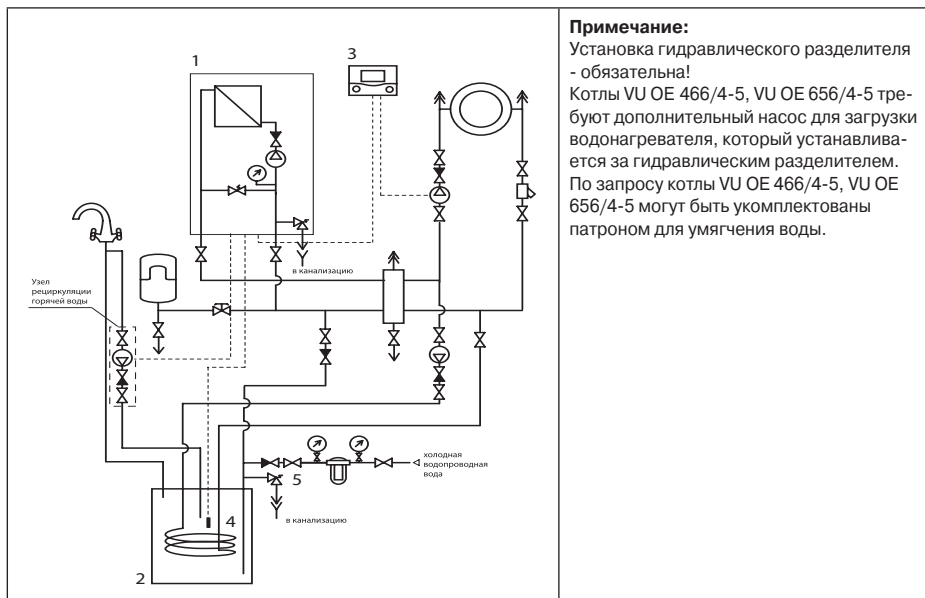 1
3
Примечание:
Установка гидравлического разделителя
- обязательна!
Котлы VU OE 466/4-5, VU OE 656/4-5 тре-
буют дополнительный насос для загрузки
водонагревателя, который устанавлива-
ется за гидравлическим разделителем.
По запросу котлы VU OE 466/4-5, VU OE
656/4-5 могут быть укомплектованы
патроном для умягчения воды.
в канализацию
Узел
рециркуляции
горячей воды
холодная
водопроводная
вода
5
4
в канализацию
2